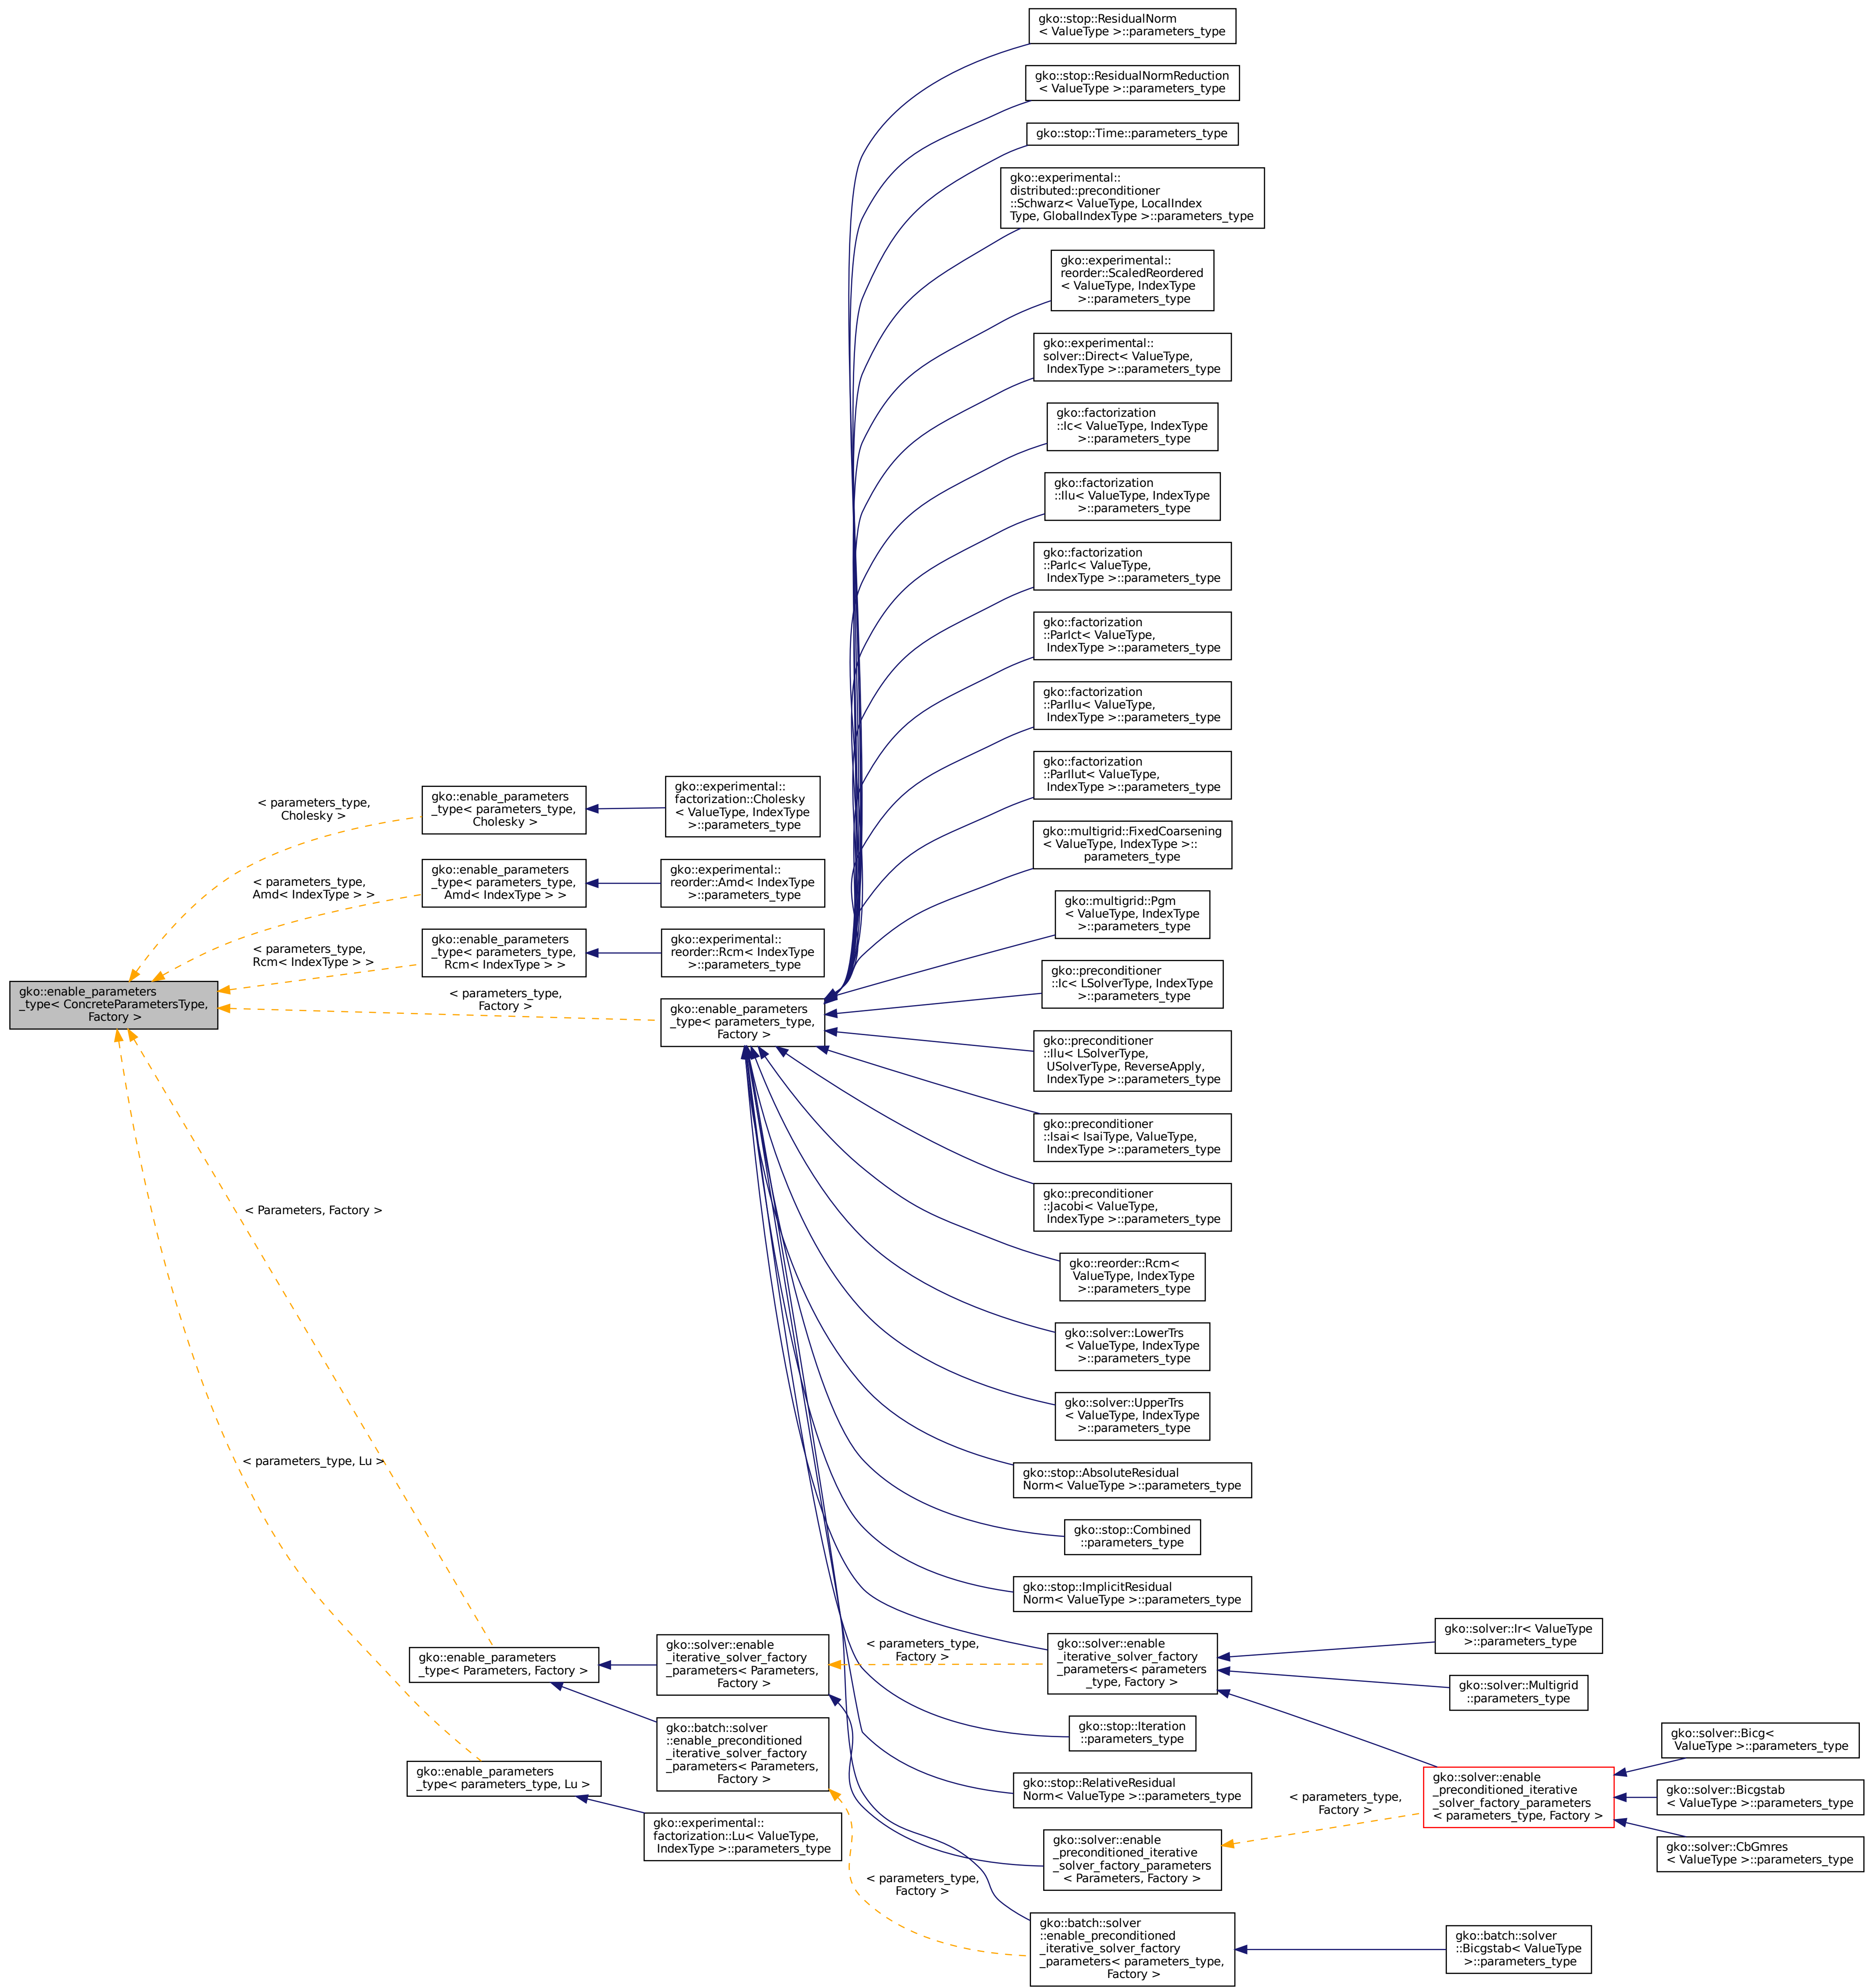 gko::stop::ResidualNorm
< ValueType >::parameters_type
gko::stop::ResidualNormReduction
< ValueType >::parameters_type
gko::stop::Time::parameters_type
gko::experimental::
distributed::preconditioner
::Schwarz< ValueType, LocalIndex
Type, GlobalIndexType >::parameters_type
gko::experimental::
reorder::ScaledReordered
< ValueType, IndexType
>::parameters_type
gko::experimental::
solver::Direct< ValueType,
IndexType >::parameters_type
gko::factorization
::Ic< ValueType, IndexType
>::parameters_type
gko::factorization
::Ilu< ValueType, IndexType
>::parameters_type
gko::factorization
::ParIc< ValueType,
IndexType >::parameters_type
gko::factorization
::ParIct< ValueType,
IndexType >::parameters_type
gko::factorization
::ParIlu< ValueType,
IndexType >::parameters_type
gko::factorization
::ParIlut< ValueType,
IndexType >::parameters_type
gko::multigrid::FixedCoarsening
< ValueType, IndexType >::
parameters_type
gko::multigrid::Pgm
< ValueType, IndexType
>::parameters_type
gko::preconditioner
::Ic< LSolverType, IndexType
>::parameters_type
gko::preconditioner
::Ilu< LSolverType,
USolverType, ReverseApply,
IndexType >::parameters_type
gko::preconditioner
::Isai< IsaiType, ValueType,
IndexType >::parameters_type
gko::preconditioner
::Jacobi< ValueType,
IndexType >::parameters_type
gko::reorder::Rcm<
ValueType, IndexType
>::parameters_type
gko::solver::LowerTrs
< ValueType, IndexType
>::parameters_type
gko::solver::UpperTrs
< ValueType, IndexType
>::parameters_type
gko::stop::AbsoluteResidual
Norm< ValueType >::parameters_type
gko::stop::Combined
::parameters_type
gko::stop::ImplicitResidual
Norm< ValueType >::parameters_type
gko::solver::enable
_iterative_solver_factory
_parameters< parameters
_type, Factory >
gko::stop::Iteration
::parameters_type
gko::stop::RelativeResidual
Norm< ValueType >::parameters_type
gko::solver::enable
_preconditioned_iterative
_solver_factory_parameters
< Parameters, Factory >
gko::batch::solver
::enable_preconditioned
_iterative_solver_factory
_parameters< parameters_type,
Factory >
< parameters_type,
Cholesky >
gko::enable_parameters
_type< parameters_type,
Cholesky >
gko::experimental::
factorization::Cholesky
< ValueType, IndexType
>::parameters_type
< parameters_type,
Amd< IndexType > >
gko::enable_parameters
_type< parameters_type,
Amd< IndexType > >
gko::experimental::
reorder::Amd< IndexType
>::parameters_type
< parameters_type,
Rcm< IndexType > >
gko::enable_parameters
_type< parameters_type,
Rcm< IndexType > >
gko::experimental::
reorder::Rcm< IndexType
>::parameters_type
gko::enable_parameters
_type< ConcreteParametersType,
Factory >
< parameters_type,
Factory >
gko::enable_parameters
_type< parameters_type,
Factory >
< Parameters, Factory >
< parameters_type, Lu >
gko::enable_parameters
_type< Parameters, Factory >
gko::solver::enable
_iterative_solver_factory
_parameters< Parameters,
Factory >
< parameters_type,
Factory >
gko::batch::solver
::enable_preconditioned
_iterative_solver_factory
_parameters< Parameters,
Factory >
gko::enable_parameters
_type< parameters_type, Lu >
gko::experimental::
factorization::Lu< ValueType,
IndexType >::parameters_type
< parameters_type,
Factory >
gko::solver::Ir< ValueType
>::parameters_type
gko::solver::Multigrid
::parameters_type
< parameters_type,
Factory >
gko::solver::enable
_preconditioned_iterative
_solver_factory_parameters
< parameters_type, Factory >
gko::solver::Bicg<
ValueType >::parameters_type
gko::solver::Bicgstab
< ValueType >::parameters_type
gko::solver::CbGmres
< ValueType >::parameters_type
gko::batch::solver
::Bicgstab< ValueType
>::parameters_type